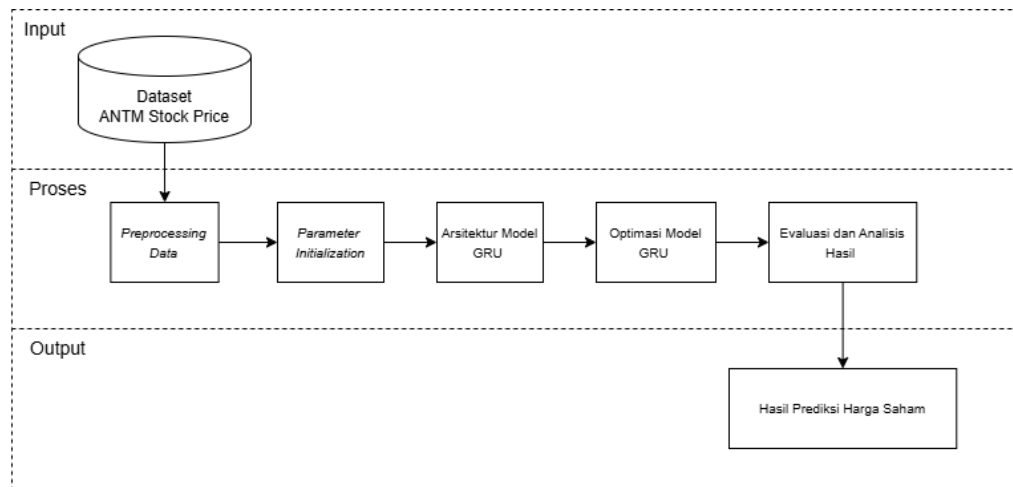 Input
Dataset
ANTM Stock Price
Proses
Preprocessing
Data
Parameter
Initialization
Arsitektur Model
GRU
Optimasi Model
GRU
Evaluasi dan Analisis
Hasil
Output
Hasil Prediksi Harga Saham